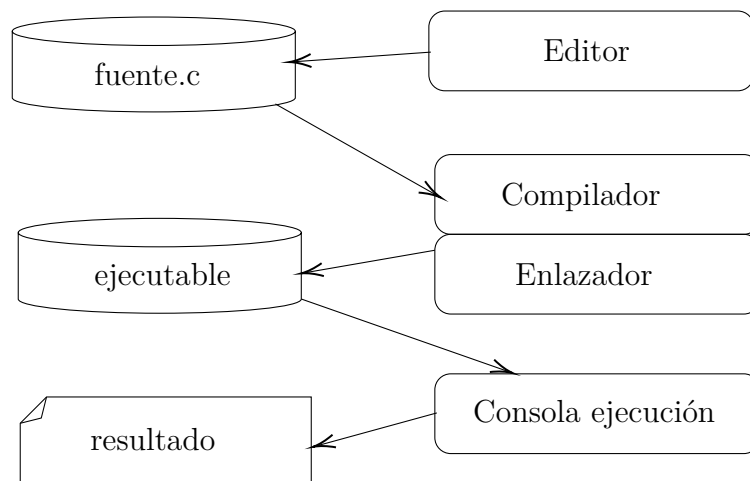 fuente.c
Editor
Compilador
ejecutable
Enlazador
Consola ejecución
resultado